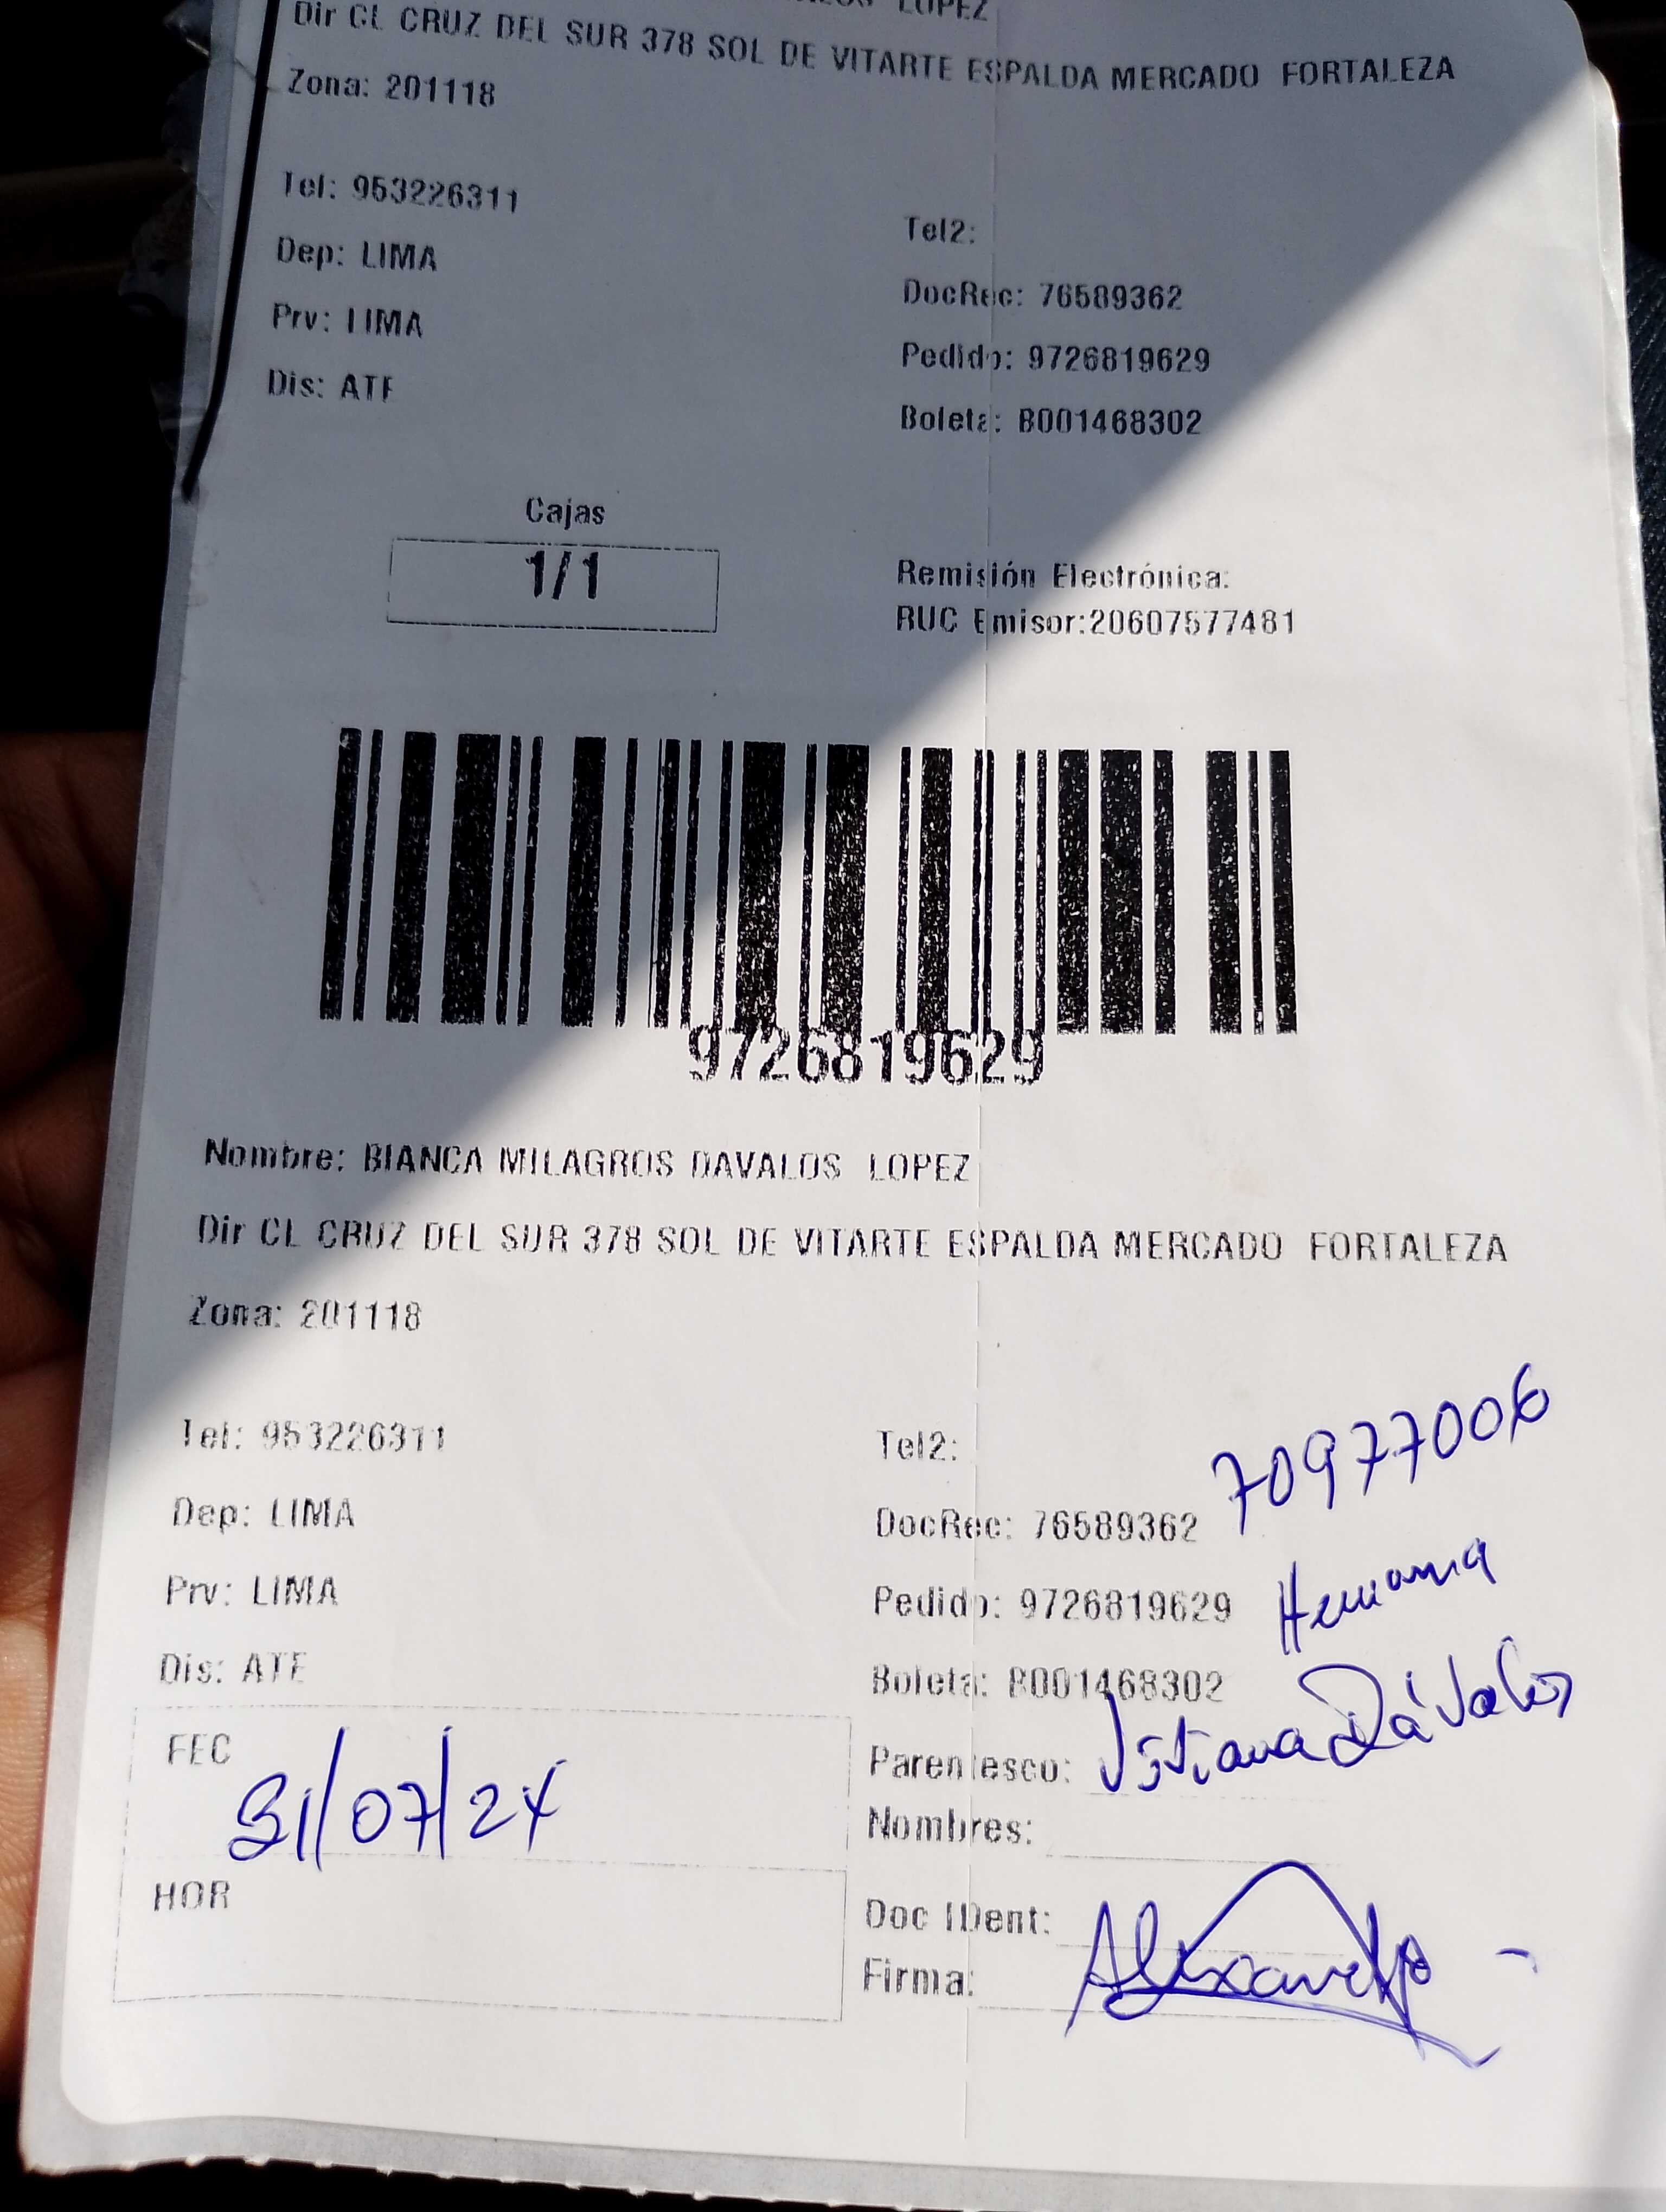 LOPEZ
Dir CL CRUZ DEL SUR 378 SOL DE VITARTE ESPALDA MERCADO FORTALEZA
Zona: 201118
Tel: 953226311
Tel2:
Dep: LIMA
DocRec: 76589362
Prv: LIMA
Pedido: 9726819629
Dis: ATE
Boleta: B001468302
Cajas
1/1
Remisión Electrónica:
RUC Emisor:20607577481
9726819629
Nombre: BIANCA MILAGROS DAVALOS LOPEZ
Dir CL CRUZ DEL SUR 378 SOL DE VITARTE ESPALDA MERCADO FORTALEZA
Zona: 201118
Tel: 953226311
Tel2:
70977006
Dep: LIMA
DocRec: 76589362
Prv: LIMA
Pedido: 9726819629
Hermana
Dis: ATE
Boleta: B001468302
FEC
31/07/24
Parentesco: Dávalos
Nombres:
HOR
Doc IDent:
Firma: